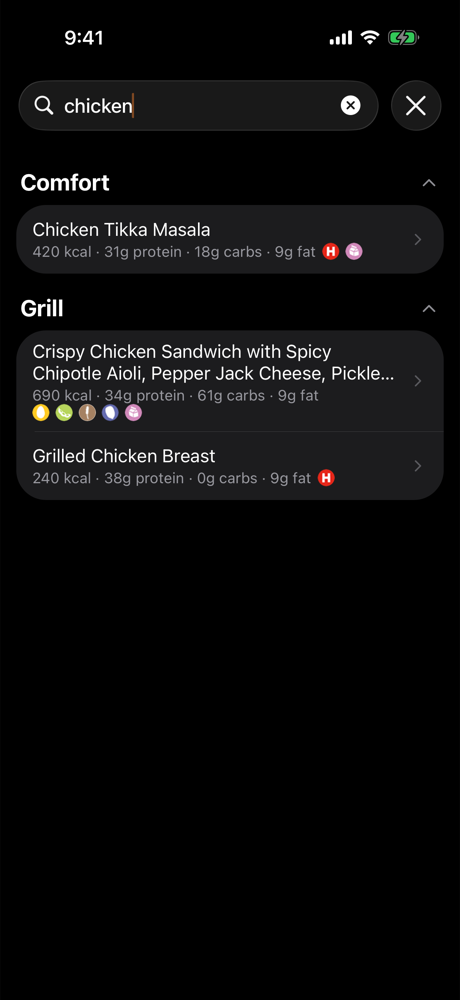 9:41
chicken
Comfort
Chicken Tikka Masala
420 kcal · 31g protein · 18g carbs · 9g fat H
Grill
Crispy Chicken Sandwich with Spicy
Chipotle Aioli, Pepper Jack Cheese, Pickle...
690 kcal · 34g protein · 61g carbs · 9g fat
Grilled Chicken Breast
240 kcal · 38g protein · 0g carbs · 9g fat H